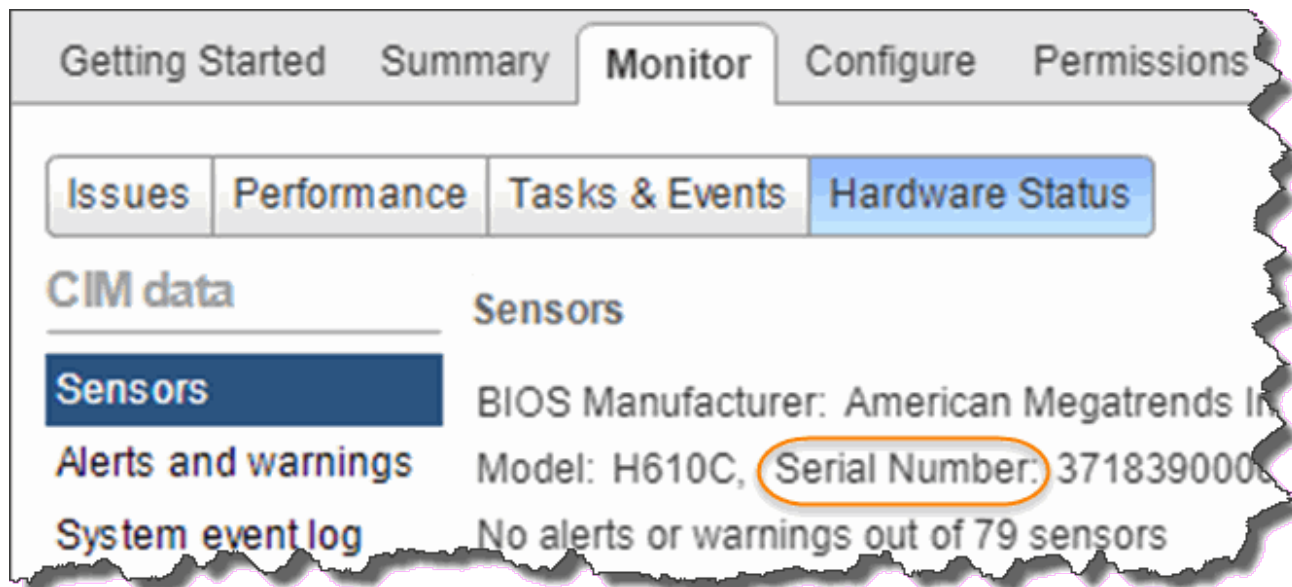 Getting Started Summary Monitor Configure Permissions
Issues Performance Tasks & Events Hardware Status
CIM data
Sensors
Sensors
Alerts and warnings
System event log
BIOS Manufacturer: American Megatrends
Model: H610C, Serial Number:
No alerts or warnings out of 79 sensors